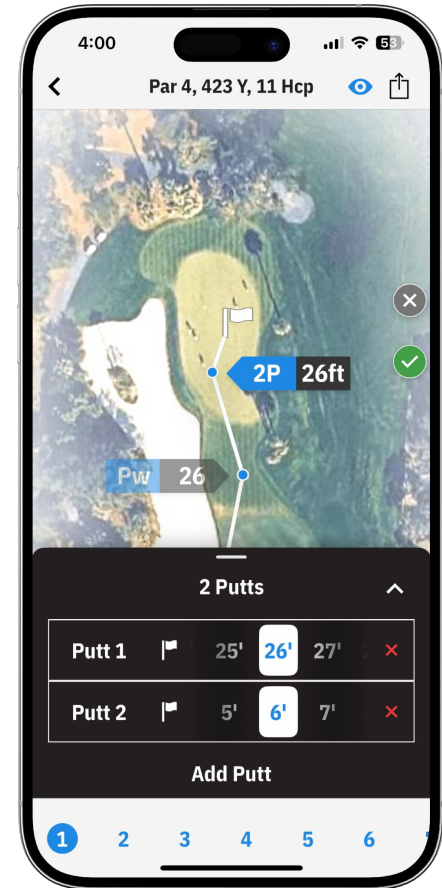 4:00
53
Par 4, 423 Y, 11 Hcp
2P 26ft
Pw 26
2 Putts
Putt 1 25' 26' 27'
Putt 2 5' 6' 7'
Add Putt
1 2 3 4 5 6